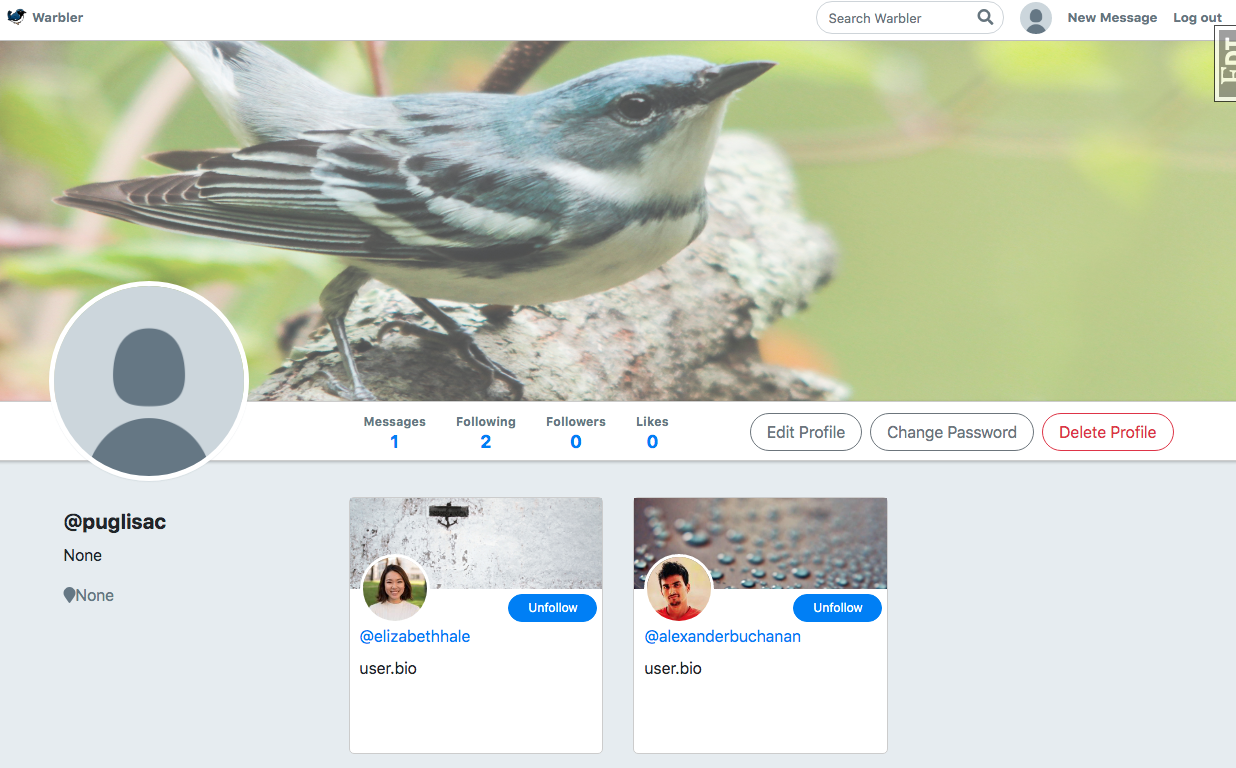 Warbler
Search Warbler
New Message
Log out
Messages
1
Following
2
Followers
0
Likes
0
Edit Profile
Change Password
Delete Profile
@puglisac
None
None
Unfollow
@elizabethhale
user.bio
Unfollow
@alexanderbuchanan
user.bio